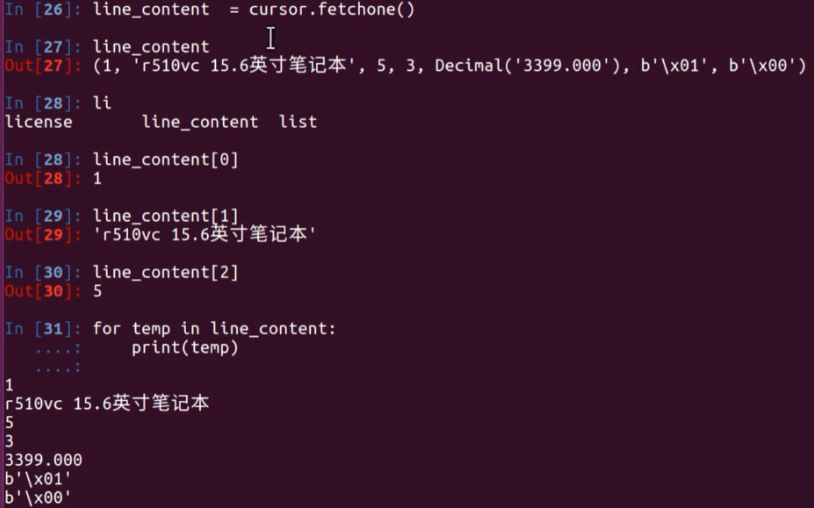 In [26]: line_content  = cursor.fetchone()
In [27]: line_content
Out[27]: (1, 'r510vc 15.6英寸笔记本', 5, 3, Decimal('3399.000'), b'\x01', b'\x00')
In [28]: li
license       line_content  list
In [28]: line_content[0]
Out[28]: 1
In [29]: line_content[1]
Out[29]: 'r510vc 15.6英寸笔记本'
In [30]: line_content[2]
Out[30]: 5
In [31]: for temp in line_content:
   ....:     print(temp)
   ....:
1
r510vc 15.6英寸笔记本
5
3
3399.000
b'\x01'
b'\x00'